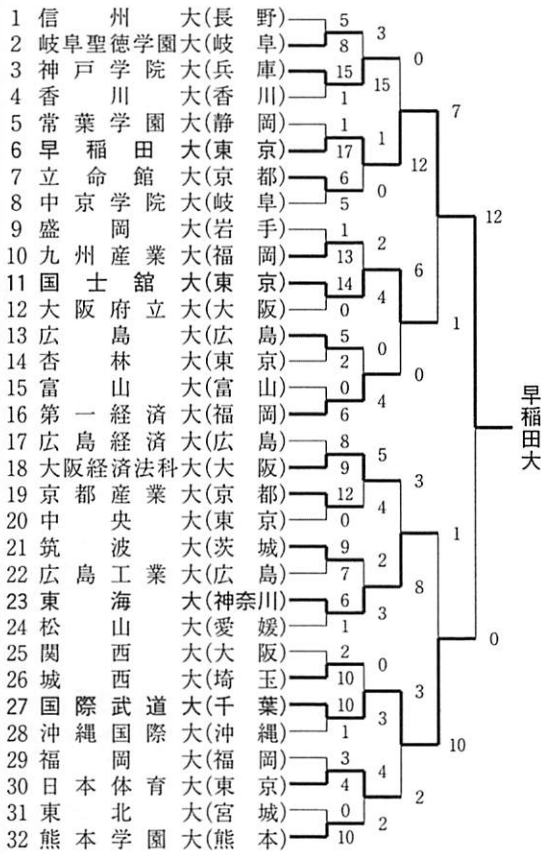 1 信州大(長野) 5
2 岐阜聖徳学園大(岐阜) 8
3 神戸学院大(兵庫) 15
4 香川大(香川) 1
5 常葉学園大(静岡) 1
6 早稲田大(東京) 17
7 立命館大(京都) 6
8 中京学院大(岐阜) 5
9 盛岡大(岩手) 1
10 九州産業大(福岡) 13
11 国士舘大(東京) 14
12 大阪府立大(大阪) 0
13 広島大(広島) 5
14 杏林大(東京) 2
15 富山大(富山) 0
16 第一経済大(福岡) 6
17 広島経済大(広島) 8
18 大阪経済法科大(大阪) 9
19 京都産業大(京都) 12
20 中央大(東京) 0
21 筑波大(茨城) 9
22 広島工業大(広島) 7
23 東海大(神奈川) 6
24 松山大(愛媛) 1
25 関西大(大阪) 2
26 城西大(埼玉) 10
27 国際武道大(千葉) 10
28 沖縄国際大(沖縄) 1
29 福岡大(福岡) 3
30 日本体育大(東京) 4
31 東北大(宮城) 0
32 熊本学園大(熊本) 10
3
15
1
0
2
4
0
4
5
4
2
3
0
3
4
2
0
12
6
0
3
8
3
2
7
1
1
10
12
0
早稲田大